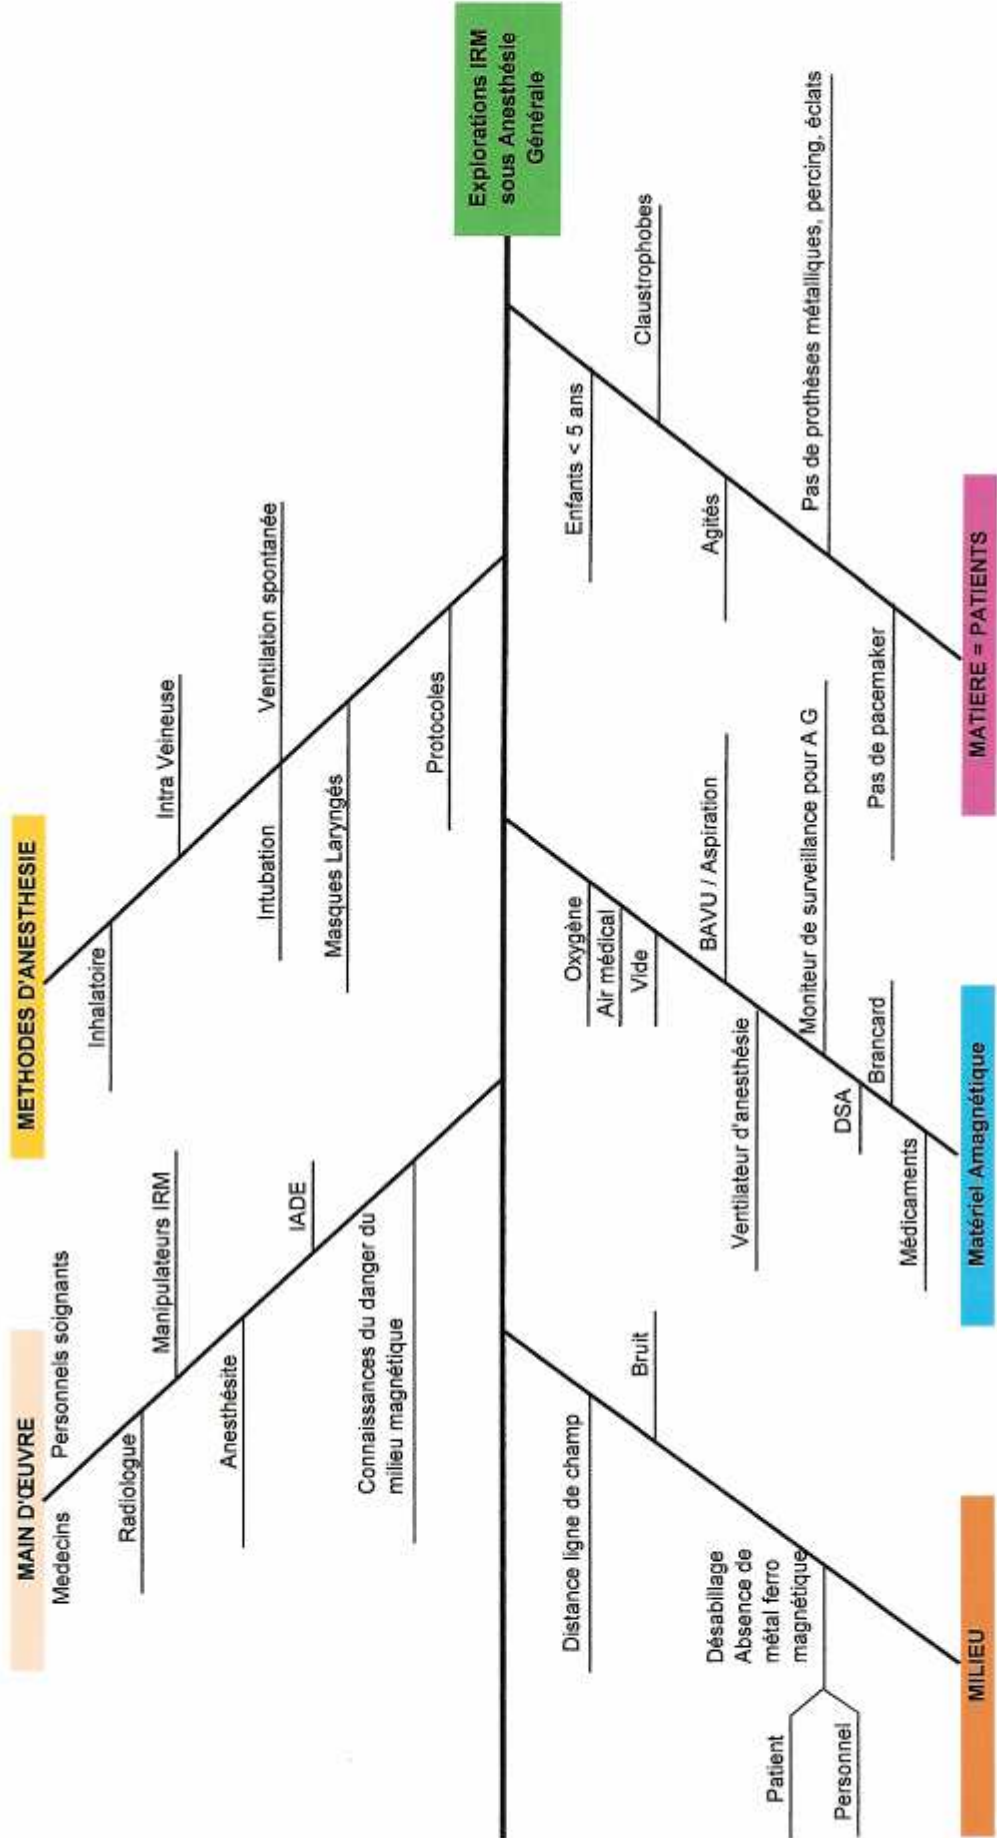 MAIN D'ŒUVRE
Medecins
Personnels soignants
Radiologue
Manipulateurs IRM
Anesthésite
IADE
Connaissances du danger du
milieu magnétique
METHODES D'ANESTHESIE
Inhalatoire
Intra Veineuse
Intubation
Ventilation spontanée
Masques Laryngés
Protocoles
Explorations IRM
sous Anesthésie
Générale
Distance ligne de champ
Bruit
Désabillage
Absence de
métal ferro
magnétique
Patient
Personnel
MILIEU
Oxygène
Air médical
Vide
BAVU / Aspiration
Ventilateur d'anesthésie
Moniteur de surveillance pour A G
DSA
Brancard
Médicaments
Matériel Amagnétique
Enfants < 5 ans
Claustrophobes
Agités
Pas de prothèses métalliques, percing, éclats
Pas de pacemaker
MATIERE = PATIENTS